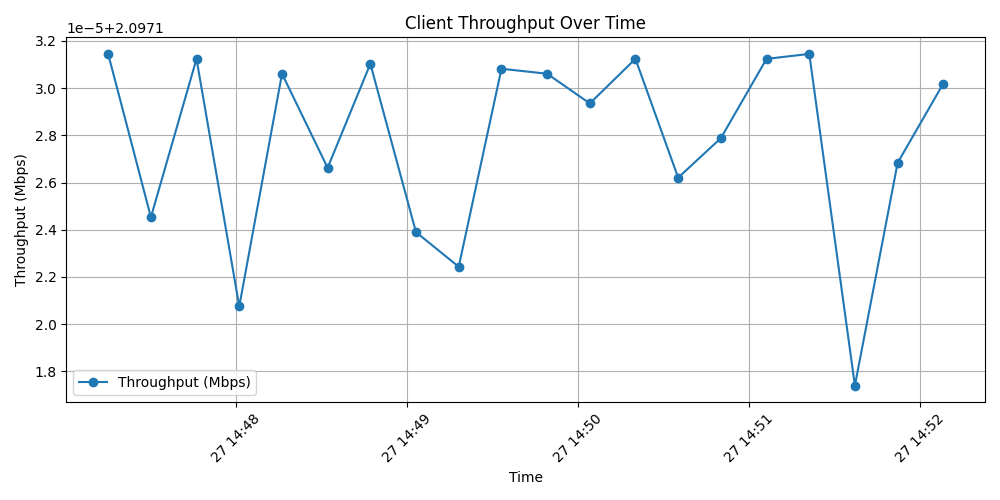 Client Throughput Over Time
1e-5+2.0971
Throughput (Mbps)
3.2
3.0
2.8
2.6
2.4
2.2
2.0
1.8
Throughput (Mbps)
27 14:48
27 14:49
27 14:50
27 14:51
27 14:52
Time